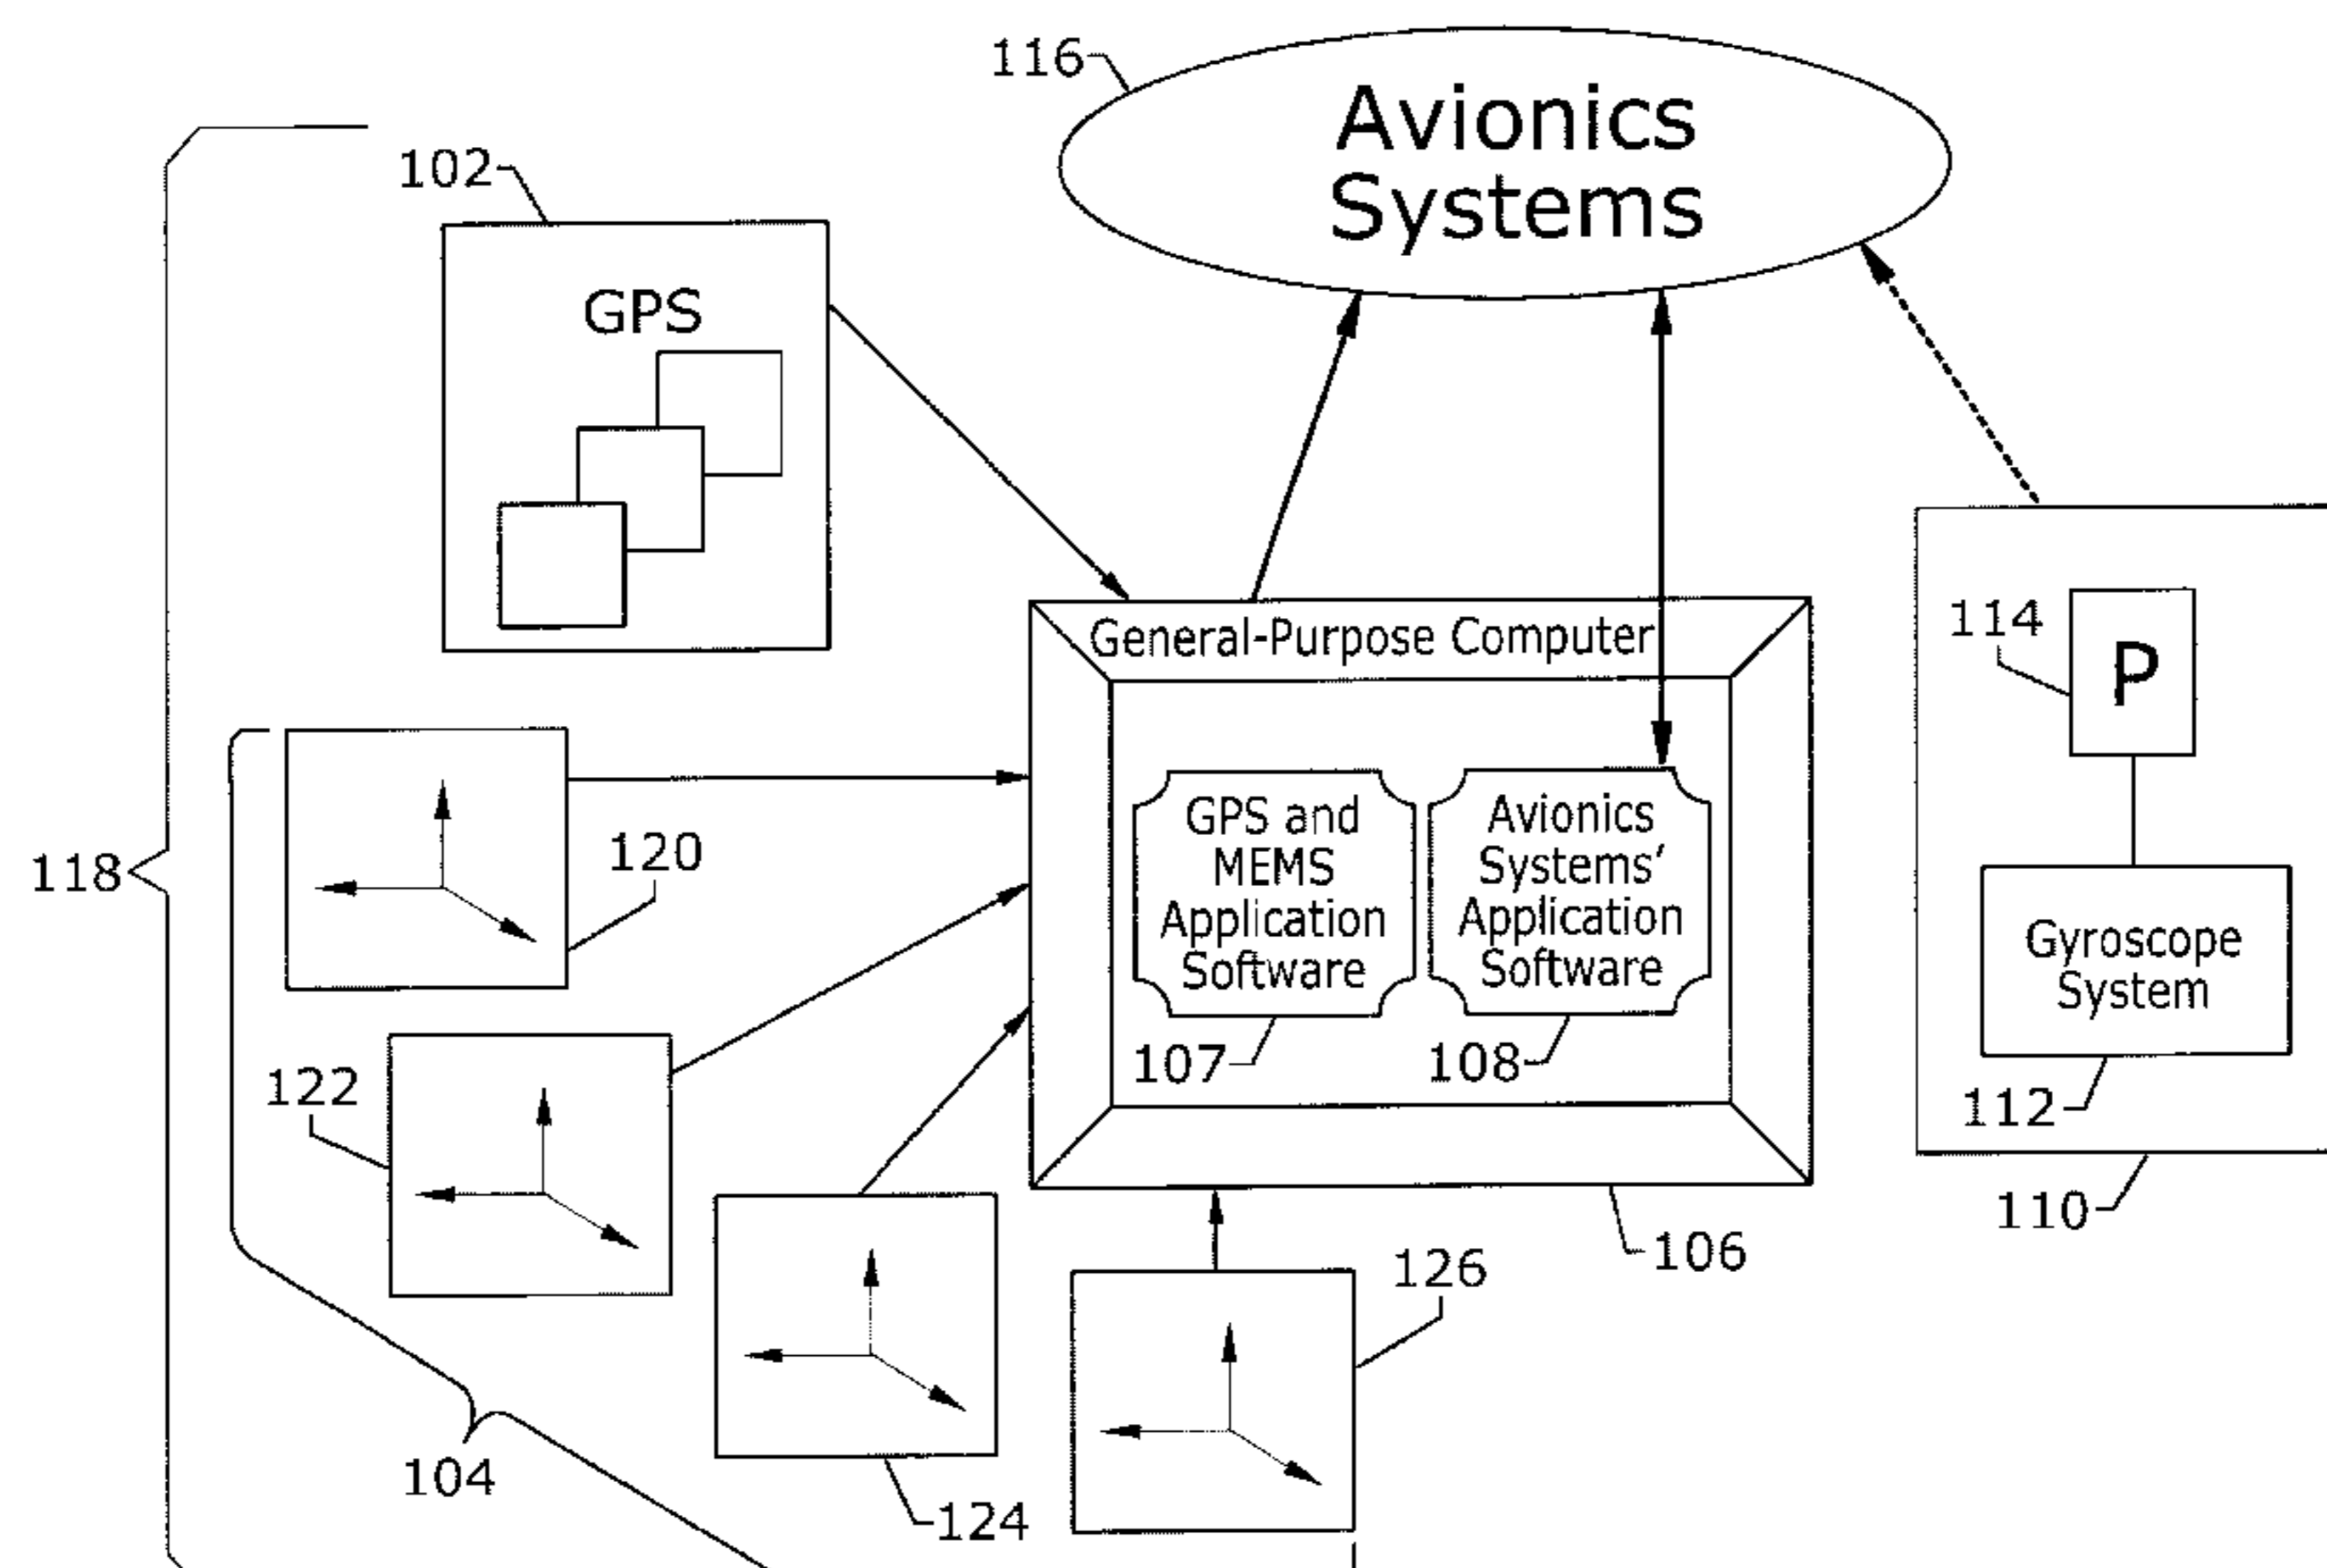 116
Avionics
Systems
102
GPS
General-Purpose Computer
114
P
118
120
GPS and
MEMS
Application
Software
Avionics
Systems'
Application
Software
Gyroscope
System
107
108
112
122
110
106
126
104
124